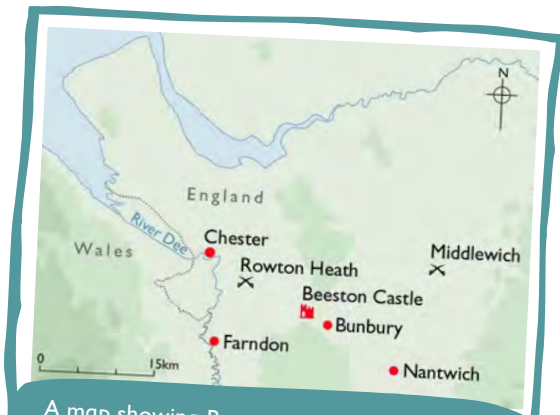 N
England
River Dee
Wales
Chester
Middlewich
Rowton Heath
Beeston Castle
Bunbury
Farndon
0
15km
Nantwich
A map showing